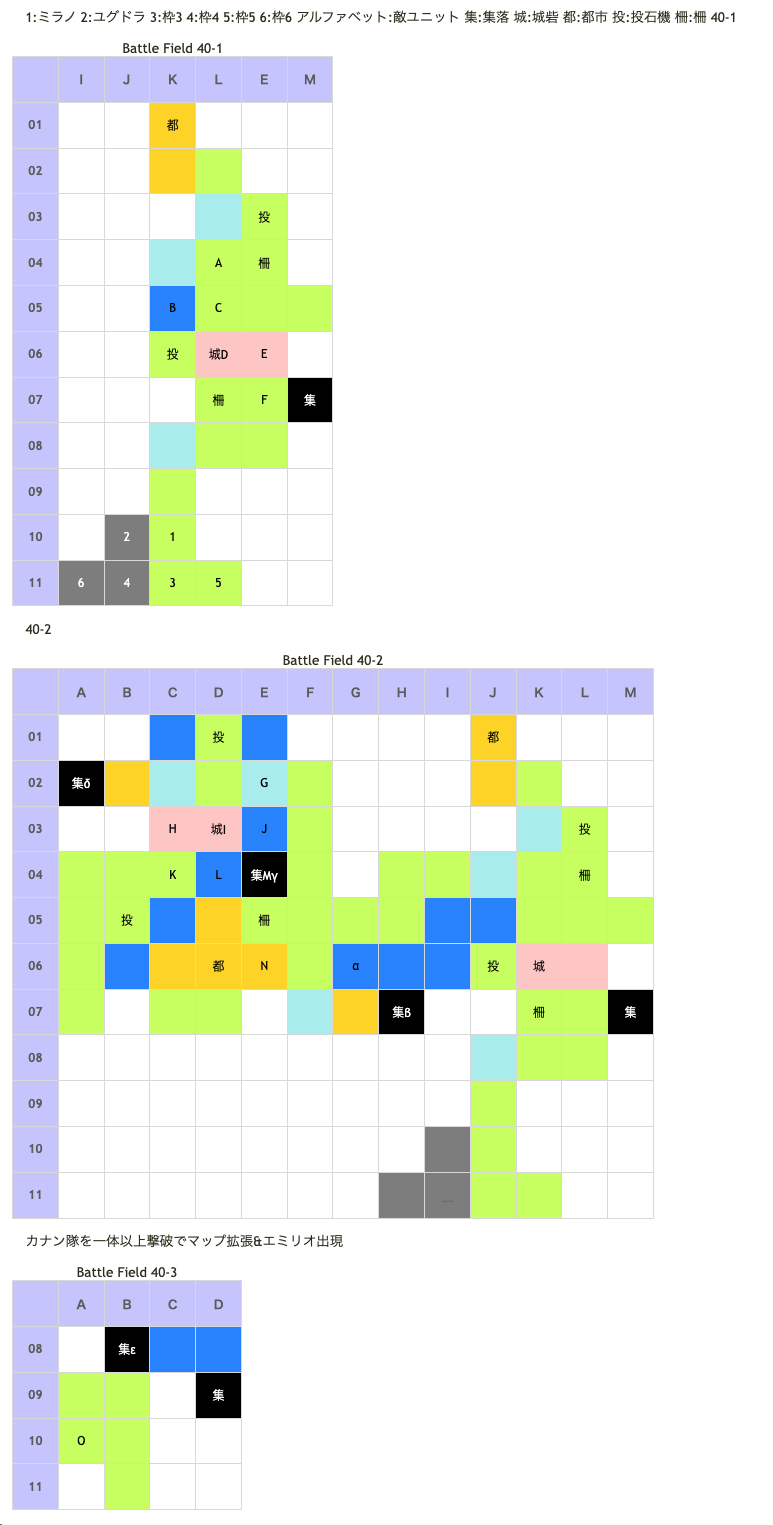 1:ミラノ 2:ユグドラ 3:枠3 4:枠4 5:枠5 6:枠6 アルファベット:敵ユニット 集:集落 城:城砦 都:都市 投:投石機 柵:柵 40-1
Battle Field 40-1
I J K L E M
01 都
02
03 投
04 A 柵
05 B C
06 投 城D E
07 柵 F 集
08
09
10 2 1
11 6 4 3 5
40-2
Battle Field 40-2
A B C D E F G H I J K L M
01 投 都
02 集δ G
03 H 城I J 投
04 K L 集Mγ 柵
05 投 柵
06 都 N α 投 城
07 集β 柵 集
08
09
10
11 __
カナン隊を一体以上撃破でマップ拡張&エミリオ出現
Battle Field 40-3
A B C D
08 集ε
09 集
10 O
11